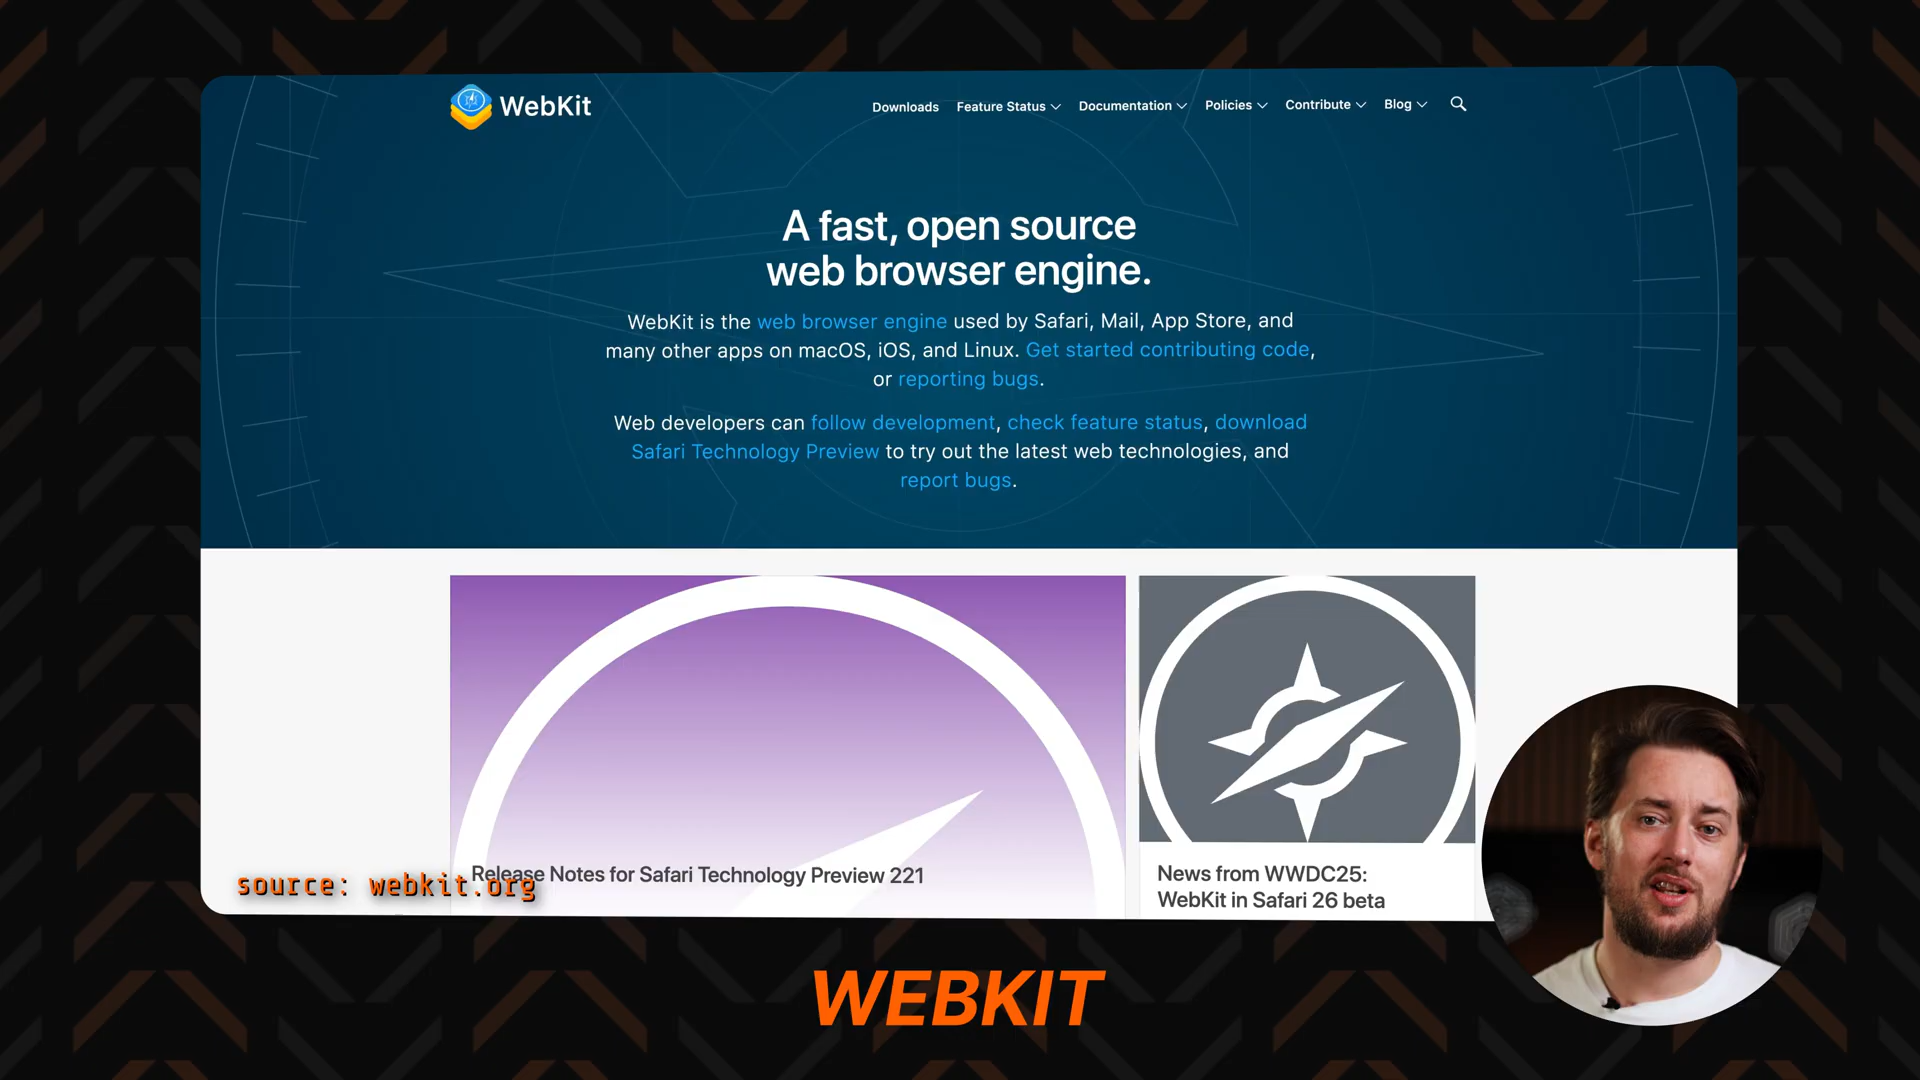 WebKit
Downloads Feature Status Documentation Policies Contribute Blog
A fast, open source
web browser engine.
WebKit is the web browser engine used by Safari, Mail, App Store, and
many other apps on macOS, iOS, and Linux. Get started contributing code,
or reporting bugs.
Web developers can follow development, check feature status, download
Safari Technology Preview to try out the latest web technologies, and
report bugs.
Release Notes for Safari Technology Preview 221
News from WWDC25:
WebKit in Safari 26 beta
source: webkit.org
WEBKIT